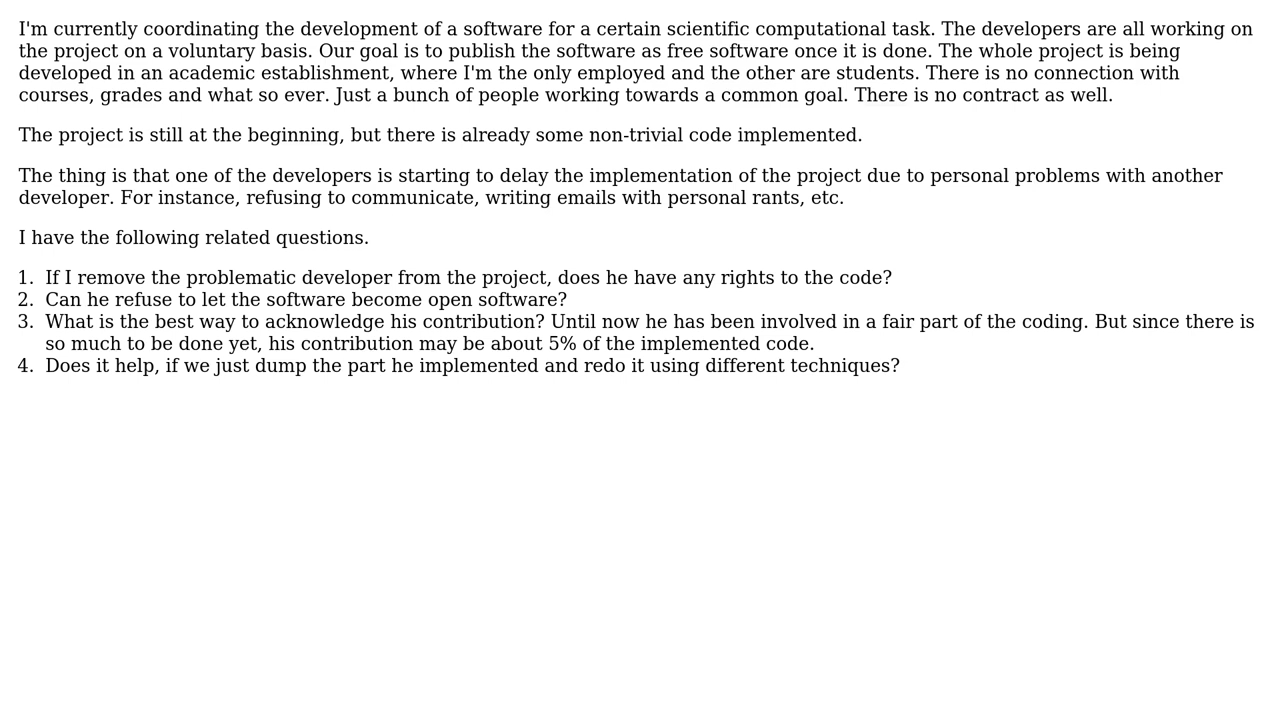 I'm currently coordinating the development of a software for a certain scientific computational task. The developers are all working on
the project on a voluntary basis. Our goal is to publish the software as free software once it is done. The whole project is being
developed in an academic establishment, where I'm the only employed and the other are students. There is no connection with
courses, grades and what so ever. Just a bunch of people working towards a common goal. There is no contract as well.
The project is still at the beginning, but there is already some non-trivial code implemented.
The thing is that one of the developers is starting to delay the implementation of the project due to personal problems with another
developer. For instance, refusing to communicate, writing emails with personal rants, etc.
I have the following related questions.
1. If I remove the problematic developer from the project, does he have any rights to the code?
2. Can he refuse to let the software become open software?
3. What is the best way to acknowledge his contribution? Until now he has been involved in a fair part of the coding. But since there is
so much to be done yet, his contribution may be about 5% of the implemented code.
4. Does it help, if we just dump the part he implemented and redo it using different techniques?